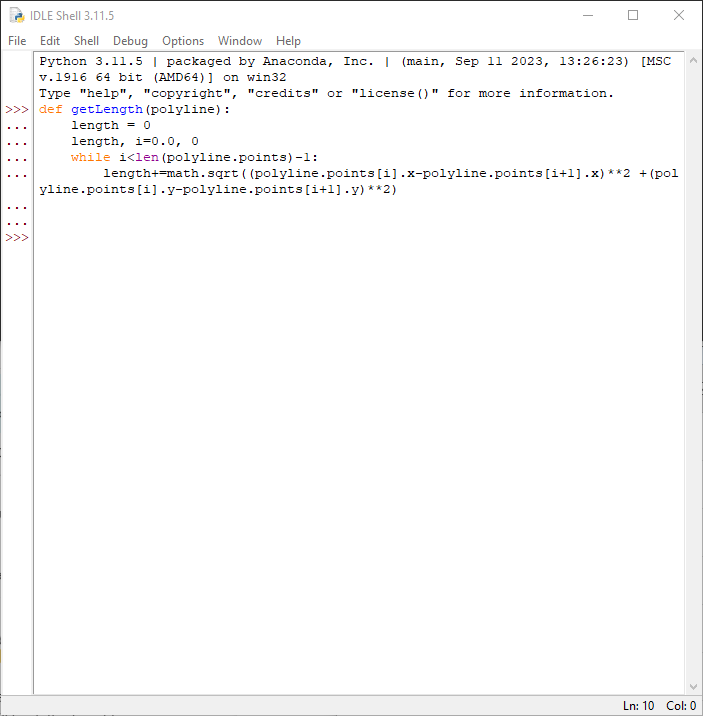 IDLE Shell 3.11.5
File Edit Shell Debug Options Window Help
Python 3.11.5 | packaged by Anaconda, Inc. | (main, Sep 11 2023, 13:26:23) [MSC
v.1916 64 bit (AMD64)] on win32
Type "help", "copyright", "credits" or "license()" for more information.
>>> def getLength(polyline):
...     length = 0
...     length, i=0.0, 0
...     while i<len(polyline.points)-1:
...         length+=math.sqrt((polyline.points[i].x-polyline.points[i+1].x)**2 +(pol
yline.points[i].y-polyline.points[i+1].y)**2)
...
...
>>>
Ln: 10 Col: 0